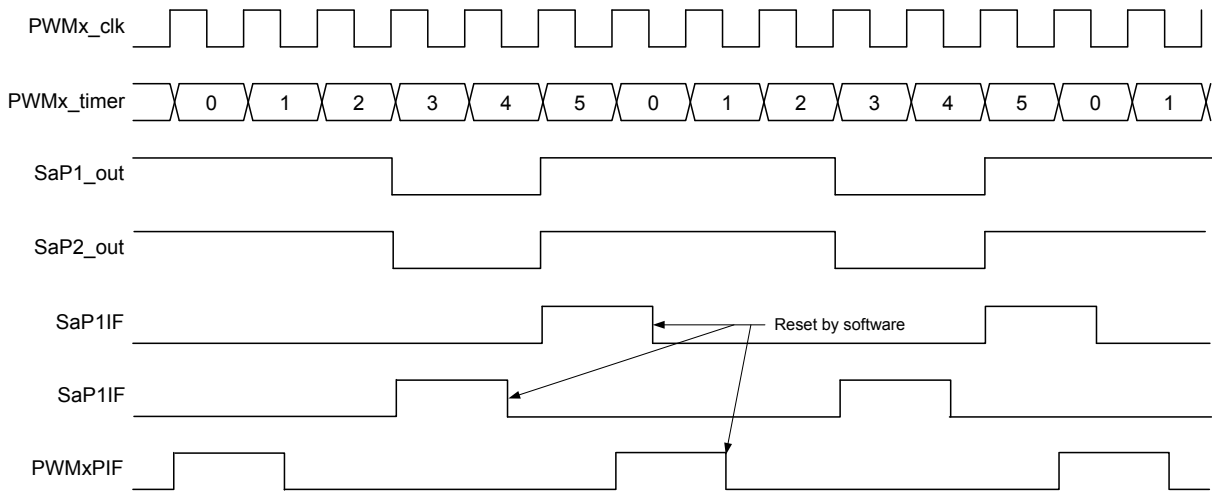 PWMx_clk
PWMx_timer 0 1 2 3 4 5 0 1 2 3 4 5 0 1
SaP1_out
SaP2_out
SaP1IF
Reset by software
SaP1IF
PWMxPIF